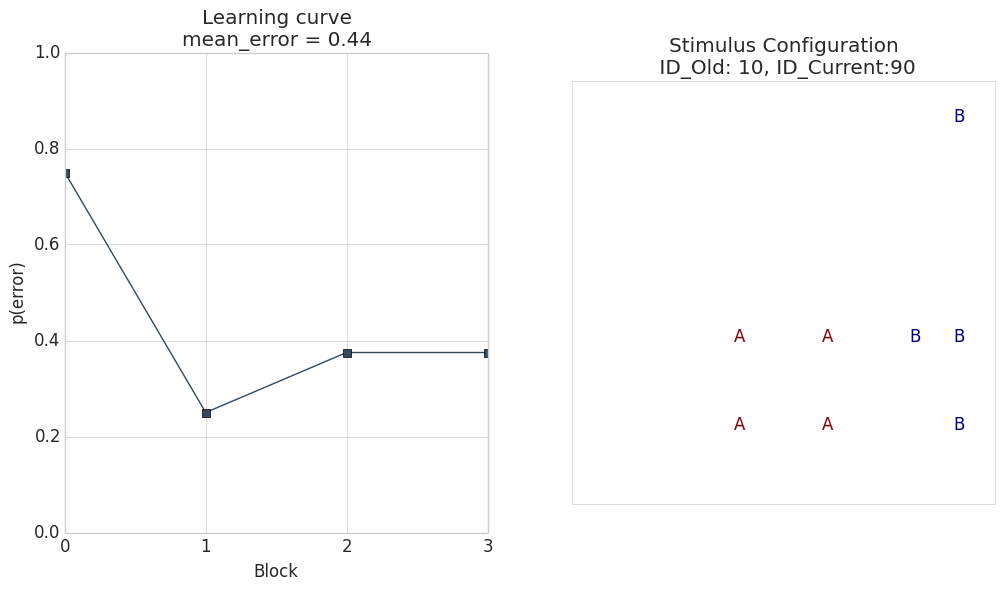 Learning curve
mean_error = 0.44
1.0
0.8
0.6
0.4
0.2
0.0
p(error)
0 1 2 3
Block
Stimulus Configuration
ID_Old: 10, ID_Current:90
B
A A B B
A A B